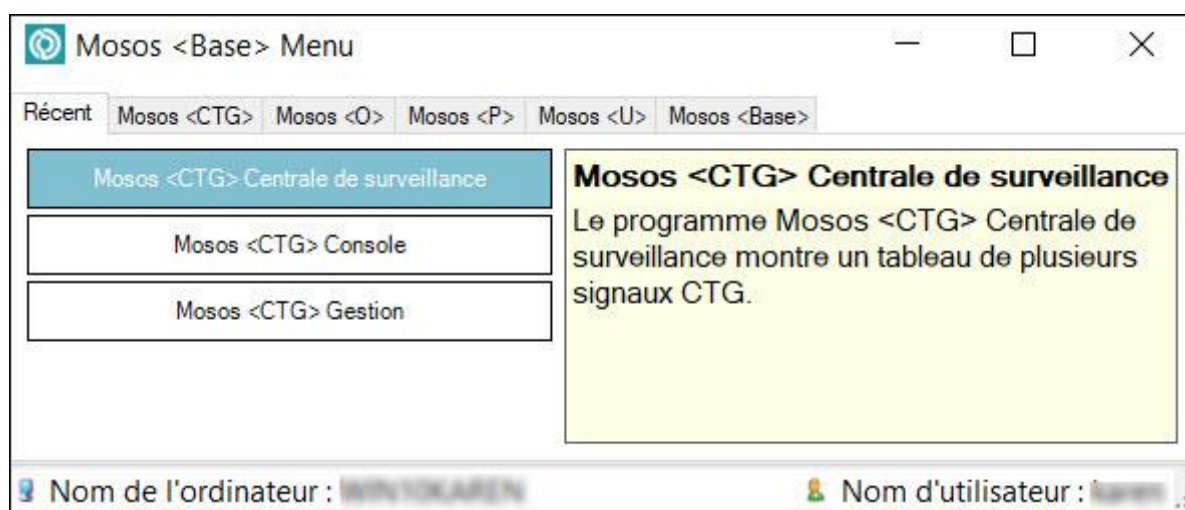 Mosos <Base> Menu
Récent Mosos <CTG> Mosos <O> Mosos <P> Mosos <U> Mosos <Base>
Mosos <CTG> Centrale de surveillance
Mosos <CTG> Console
Mosos <CTG> Gestion
Mosos <CTG> Centrale de surveillance
Le programme Mosos <CTG> Centrale de
surveillance montre un tableau de plusieurs
signaux CTG.
Nom de l'ordinateur :
Nom d'utilisateur :